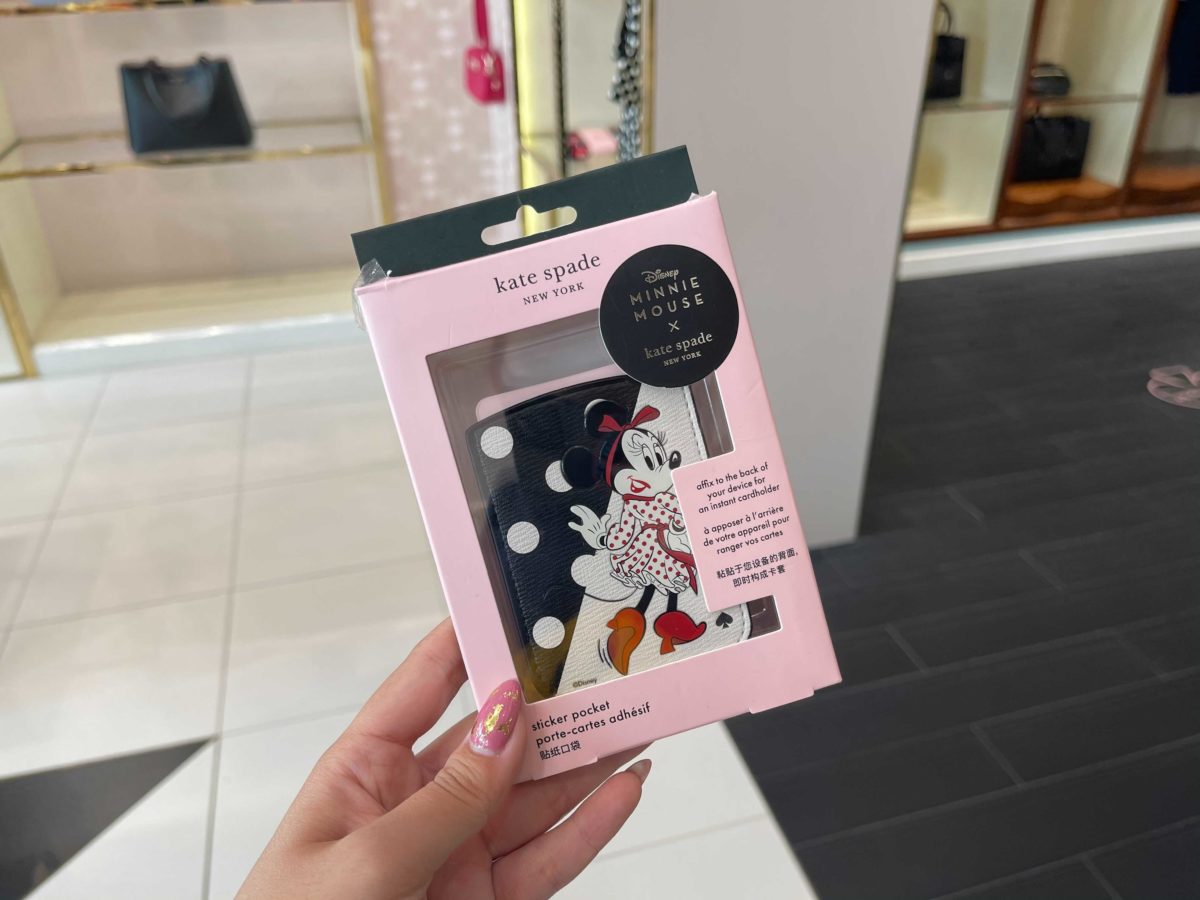 kate spade
NEW YORK
Disney
MINNIE
MOUSE
X
kate spade
NEW YORK
affix to the back of
your device for
an instant cardholder
à apposer à l'arrière
de votre appareil pour
ranger vos cartes
粘贴于您设备的背面,
即时构成卡套
©Disney
sticker pocket
porte-cartes adhésif
贴纸口袋